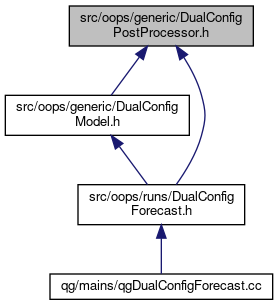 src/oops/generic/DualConfig
PostProcessor.h
src/oops/generic/DualConfig
Model.h
src/oops/runs/DualConfig
Forecast.h
qg/mains/qgDualConfigForecast.cc